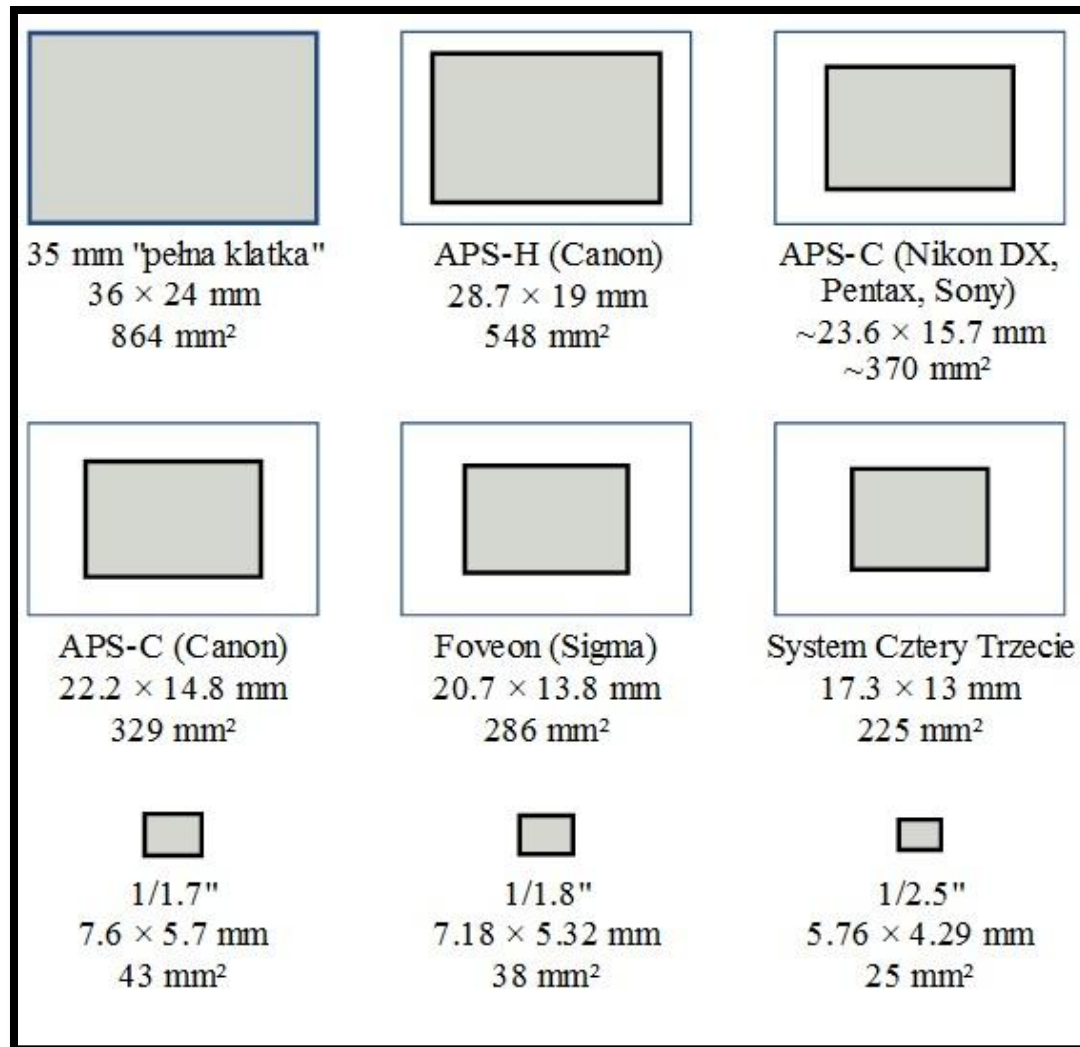 35 mm "pełna klatka"
36 × 24 mm
864 mm²
APS-H (Canon)
28.7 × 19 mm
548 mm²
APS-C (Nikon DX,
Pentax, Sony)
~23.6 × 15.7 mm
~370 mm²
APS-C (Canon)
22.2 × 14.8 mm
329 mm²
Foveon (Sigma)
20.7 × 13.8 mm
286 mm²
System Cztery Trzecie
17.3 × 13 mm
225 mm²
1/1.7"
7.6 × 5.7 mm
43 mm²
1/1.8"
7.18 × 5.32 mm
38 mm²
1/2.5"
5.76 × 4.29 mm
25 mm²